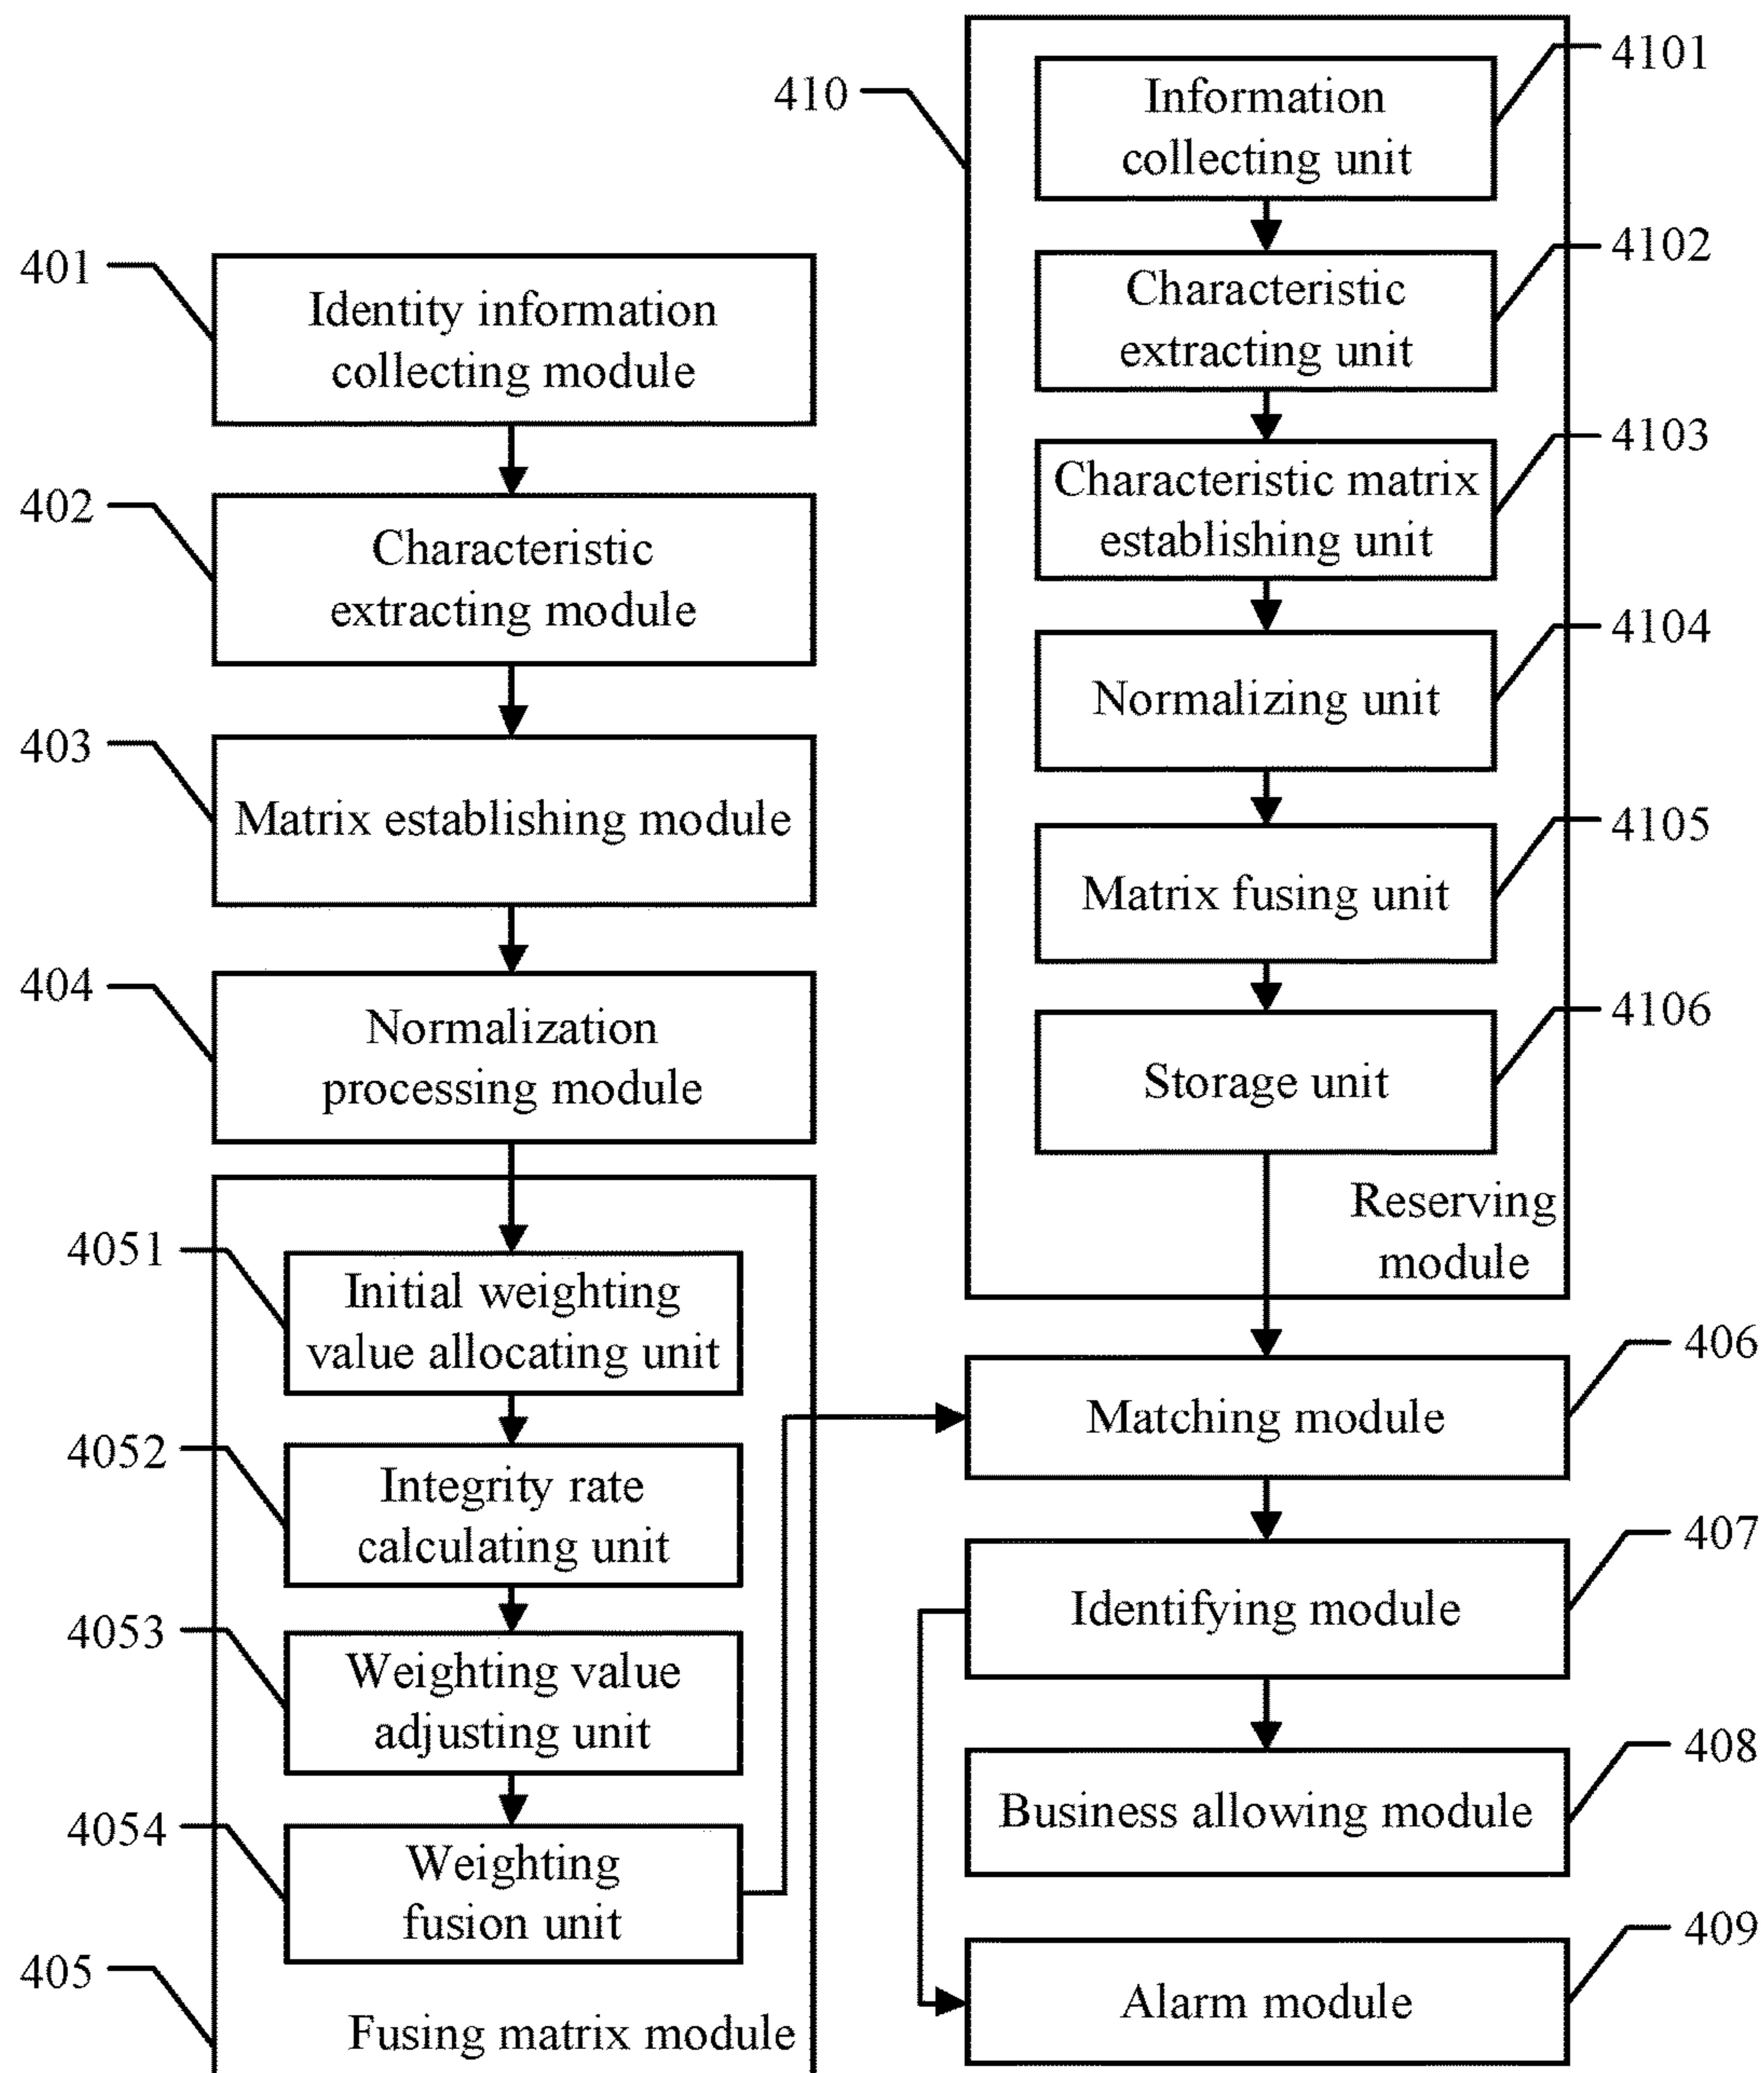 401
Identity information
collecting module
402
Characteristic
extracting module
403
Matrix establishing module
404
Normalization
processing module
4051
Initial weighting
value allocating unit
4052
Integrity rate
calculating unit
4053
Weighting value
adjusting unit
4054
Weighting
fusion unit
405
Fusing matrix module
410
4101
Information
collecting unit
4102
Characteristic
extracting unit
4103
Characteristic matrix
establishing unit
4104
Normalizing unit
4105
Matrix fusing unit
4106
Storage unit
Reserving
module
406
Matching module
407
Identifying module
408
Business allowing module
409
Alarm module